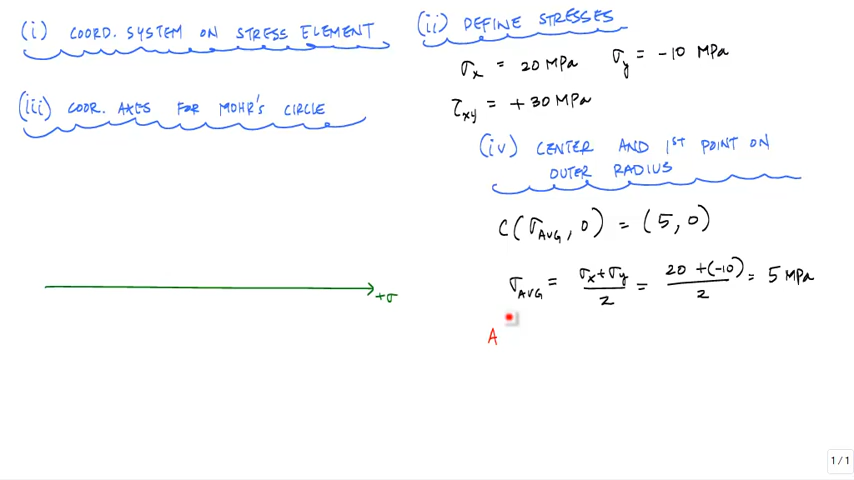 (i) COORD. SYSTEM ON STRESS ELEMENT
(ii) DEFINE STRESSES
σx = 20 MPa σy = -10 MPa
τxy = +30 MPa
(iii) COOR. AXES FOR MOHR'S CIRCLE
(iv) CENTER AND 1ST POINT ON
OUTER RADIUS
C(σAVG, 0) = (5, 0)
σAVG = σx+σy/2 = 20+(-10)/2 = 5 MPa
+σ
A
1 / 1